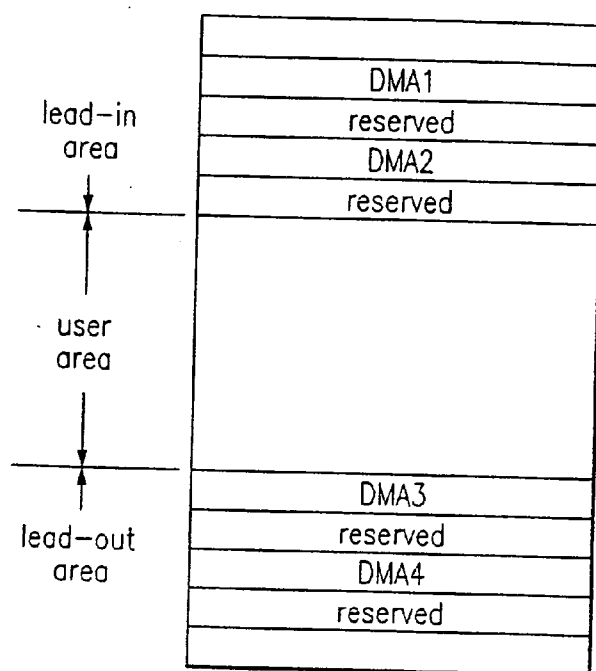 DMA1
lead-in
area
reserved
DMA2
reserved
user
area
DMA3
lead-out
area
reserved
DMA4
reserved